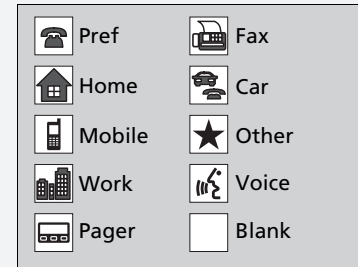 Pref
Fax
Home
Car
Mobile
Other
Work
Voice
Pager
Blank